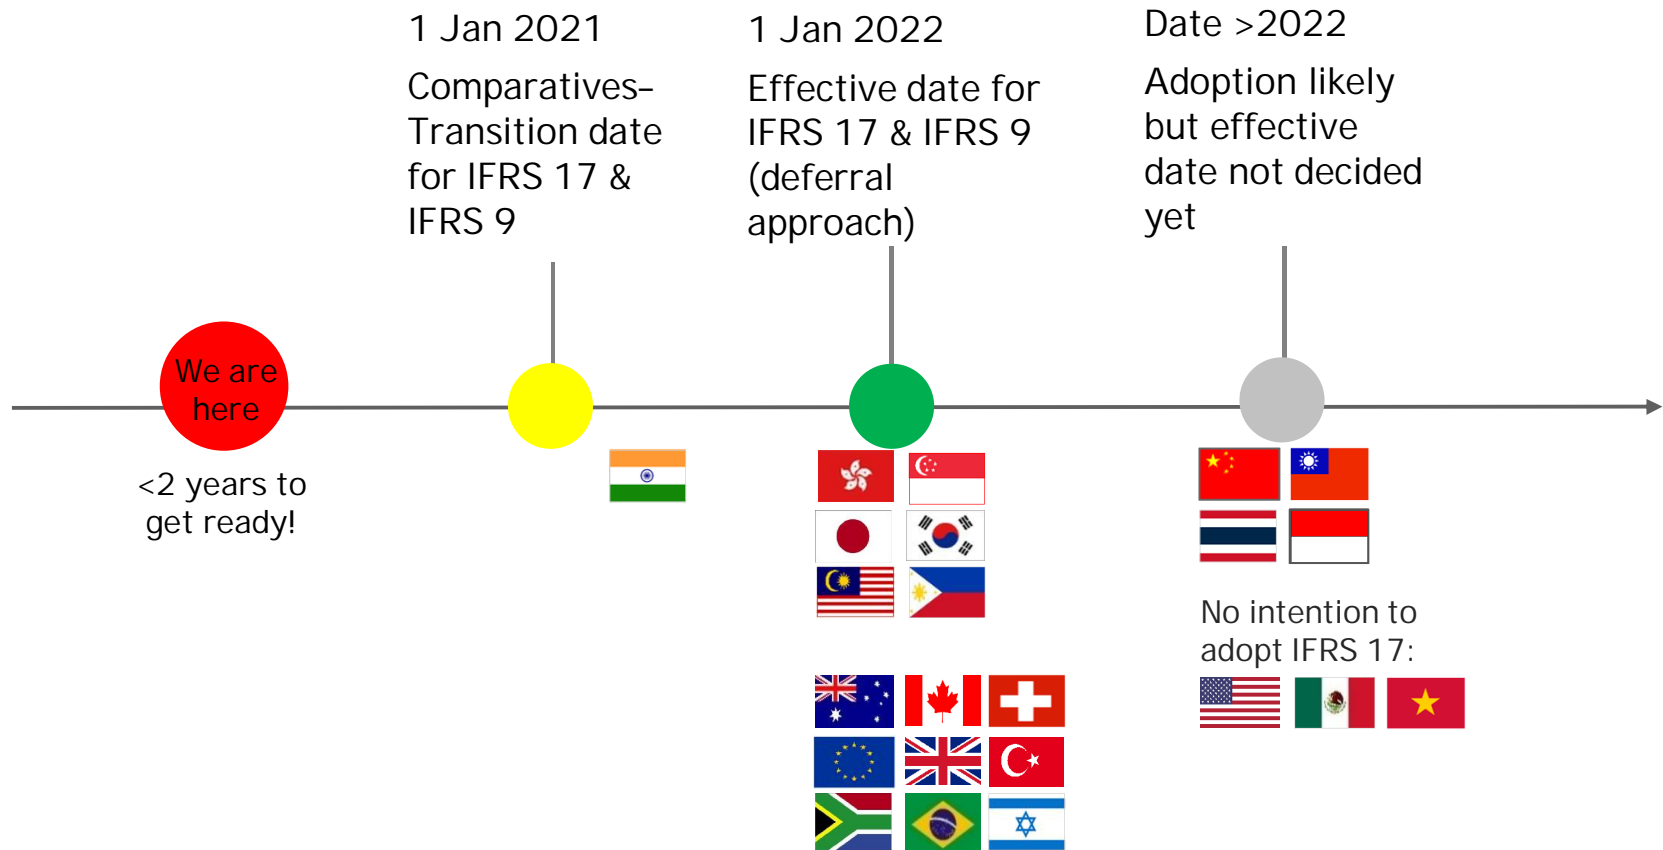 1 Jan 2021
Comparatives–
Transition date
for IFRS 17 &
IFRS 9
1 Jan 2022
Effective date for
IFRS 17 & IFRS 9
(deferral
approach)
Date >2022
Adoption likely
but effective
date not decided
yet
We are
here
<2 years to
get ready!
No intention to
adopt IFRS 17: